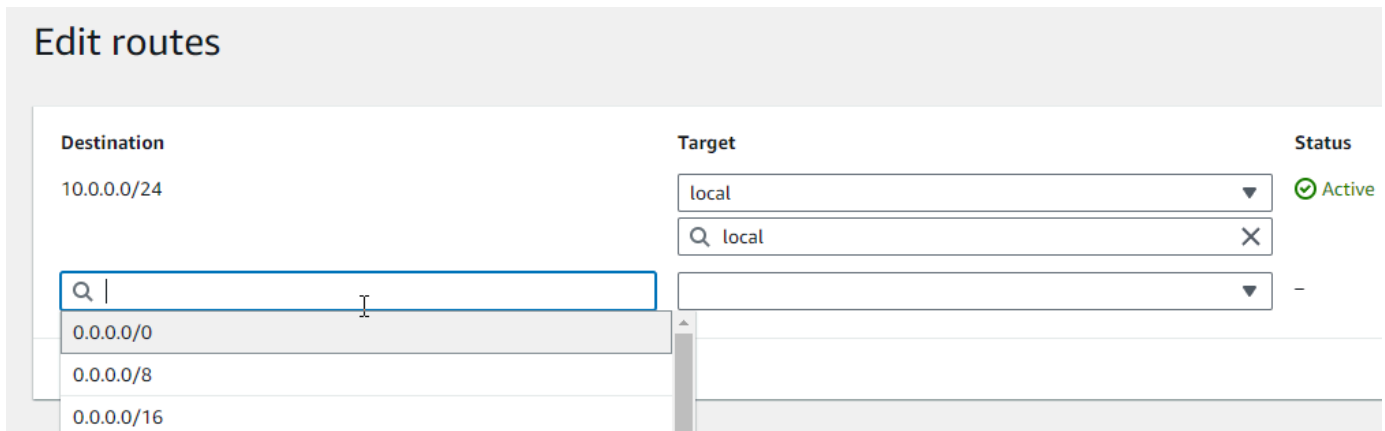 Edit routes
Destination Target Status
10.0.0.0/24 local Active
local
–
0.0.0.0/0
0.0.0.0/8
0.0.0.0/16